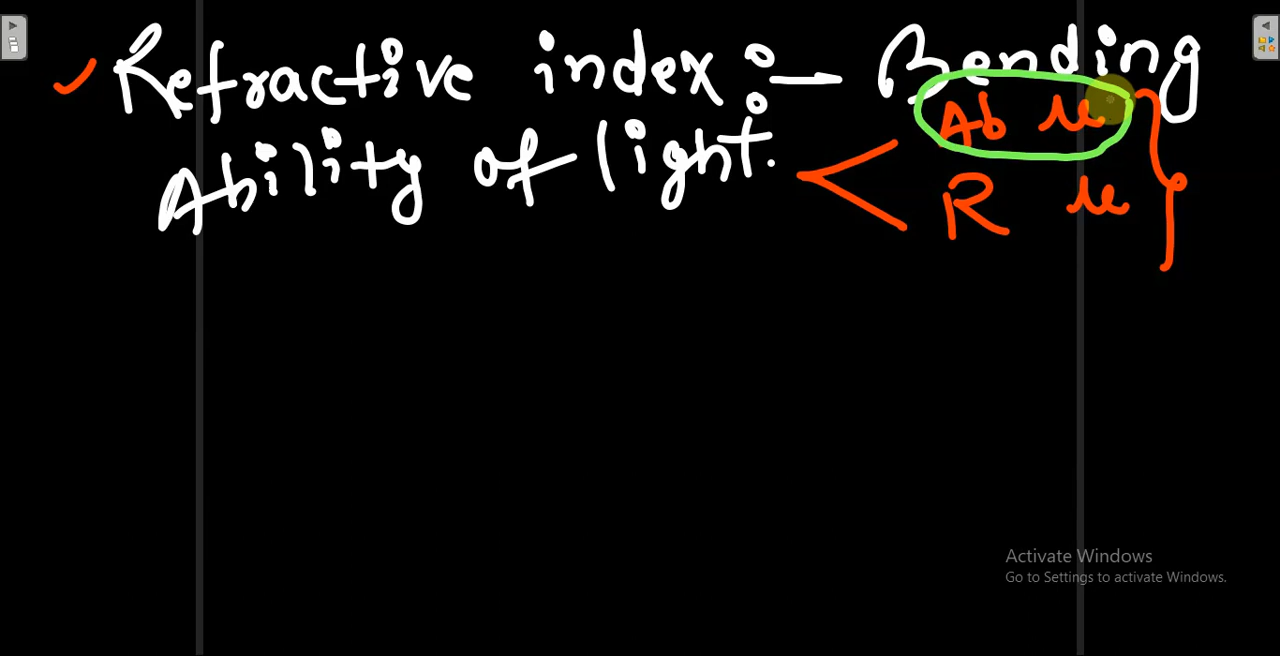 Refractive index :→ Bending
Ability of light.
Ab μ
R μ
Activate Windows
Go to Settings to activate Windows.